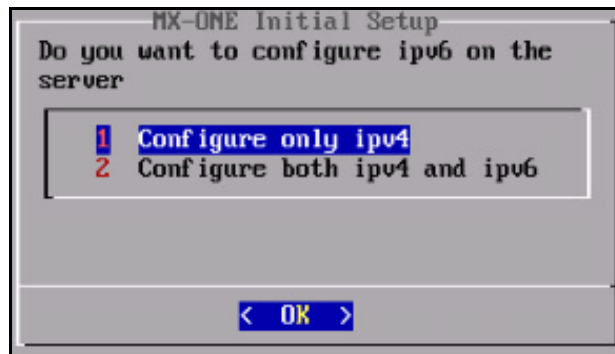 MX-ONE Initial Setup
Do you want to configure ipv6 on the
server
1 Configure only ipv4
2 Configure both ipv4 and ipv6
< OK >